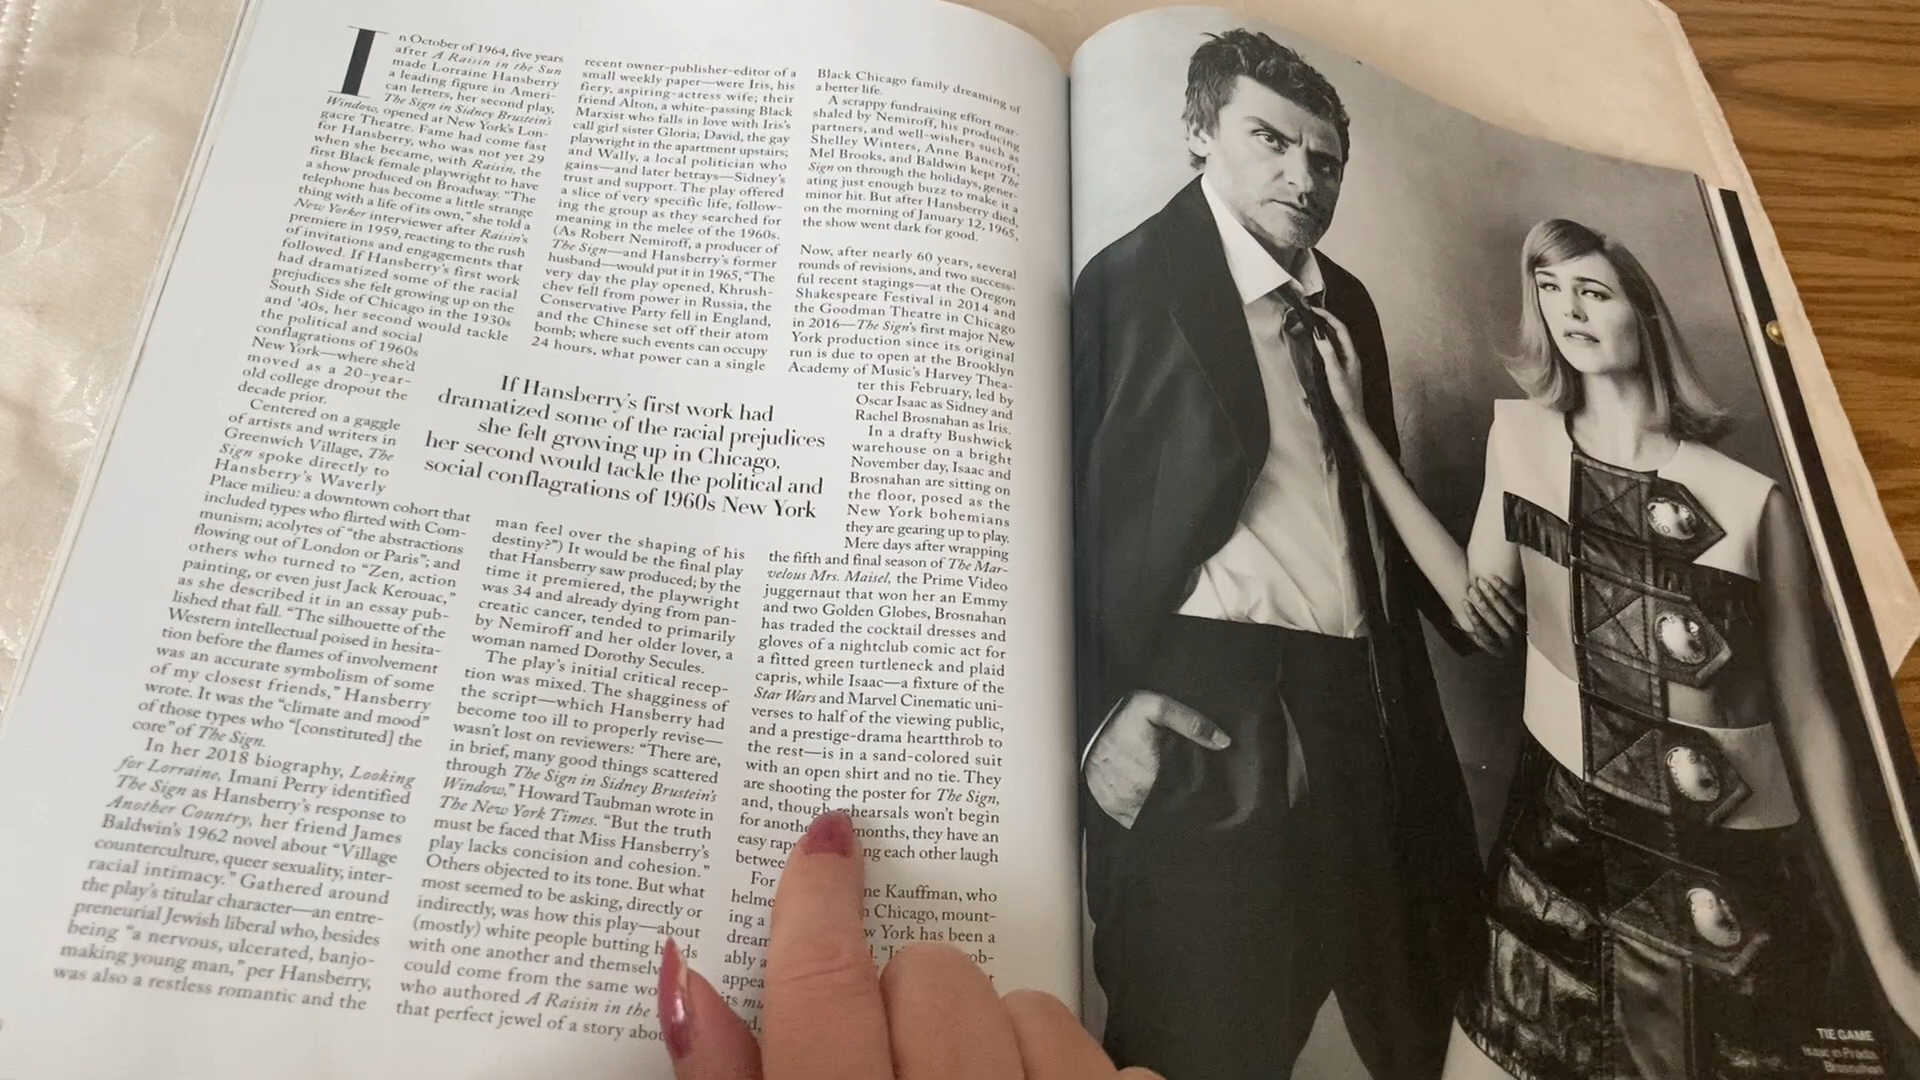 In October of 1964, five years
after A Raisin in the Sun
made Lorraine Hansberry
a leading figure in Ameri-
can letters, her second play,
The Sign in Sidney Brustein's
Window, opened at New York's Lon-
gacre Theatre. Fame had come fast
for Hansberry, who was not yet 29
when she became, with Raisin, the
first Black female playwright to have
a show produced on Broadway. “The
telephone has become a little strange
thing with a life of its own,” she told a
New Yorker interviewer after Raisin's
premiere in 1959, reacting to the rush
of invitations and engagements that
followed. If Hansberry's first work
had dramatized some of the racial
prejudices she felt growing up on the
South Side of Chicago in the 1930s
and '40s, her second would tackle
the political and social
conflagrations of 1960s
New York—where she'd
moved as a 20-year-
old college dropout the
decade prior.
Centered on a gaggle
of artists and writers in
Greenwich Village, The
Sign spoke directly to
Hansberry's Waverly
Place milieu: a downtown cohort that
included types who flirted with Com-
munism; acolytes of “the abstractions
flowing out of London or Paris”; and
others who turned to “Zen, action
painting, or even just Jack Kerouac,”
as she described it in an essay pub-
lished that fall. “The silhouette of the
Western intellectual poised in hesita-
tion before the flames of involvement
was an accurate symbolism of some
of my closest friends,” Hansberry
wrote. It was the “climate and mood”
of those types who “[constituted] the
core” of The Sign.
In her 2018 biography, Looking
for Lorraine, Imani Perry identified
The Sign as Hansberry's response to
Another Country, her friend James
Baldwin's 1962 novel about “Village
counterculture, queer sexuality, inter-
racial intimacy.” Gathered around
the play's titular character—an entre-
preneurial Jewish liberal who, besides
being “a nervous, ulcerated, banjo-
making young man,” per Hansberry,
was also a restless romantic and the
recent owner-publisher-editor of a
small weekly paper—were Iris, his
fiery, aspiring-actress wife; their
friend Alton, a white-passing Black
Marxist who falls in love with Iris's
call girl sister Gloria; David, the gay
playwright in the apartment upstairs;
and Wally, a local politician who
gains—and later betrays—Sidney's
trust and support. The play offered
a slice of very specific life, follow-
ing the group as they searched for
meaning in the melee of the 1960s.
(As Robert Nemiroff, a producer of
The Sign—and Hansberry's former
husband—would put it in 1965, “The
very day the play opened, Khrush-
chev fell from power in Russia, the
Conservative Party fell in England,
and the Chinese set off their atom
bomb; where such events can occupy
24 hours, what power can a single
If Hansberry's first work had
dramatized some of the racial prejudices
she felt growing up in Chicago,
her second would tackle the political and
social conflagrations of 1960s New York
man feel over the shaping of his
destiny?”) It would be the final play
that Hansberry saw produced; by the
time it premiered, the playwright
was 34 and already dying from pan-
creatic cancer, tended to primarily
by Nemiroff and her older lover, a
woman named Dorothy Secules.
The play's initial critical recep-
tion was mixed. The shagginess of
the script—which Hansberry had
become too ill to properly revise—
wasn't lost on reviewers: “There are,
in brief, many good things scattered
through The Sign in Sidney Brustein's
Window,” Howard Taubman wrote in
The New York Times. “But the truth
must be faced that Miss Hansberry's
play lacks concision and cohesion.”
Others objected to its tone. But what
most seemed to be asking, directly or
indirectly, was how this play—about
(mostly) white people butting heads
with one another and
could come from the same
who authored A Raisin in the
that perfect jewel of a story
Black Chicago family dreaming of
a better life.
A scrappy fundraising effort mar-
shaled by Nemiroff, his producing
partners, and well-wishers such as
Shelley Winters, Anne Bancroft,
Mel Brooks, and Baldwin kept The
Sign on through the holidays, gener-
ating just enough buzz to make it a
minor hit. But after Hansberry died,
on the morning of January 12, 1965,
the show went dark for good.
Now, after nearly 60 years, several
rounds of revisions, and two success-
ful recent stagings—at the Oregon
Shakespeare Festival in 2014 and
the Goodman Theatre in Chicago
in 2016—The Sign's first major New
York production since its original
run is due to open at the Brooklyn
Academy of Music's Harvey Thea-
ter this February, led by
Oscar Isaac as Sidney and
Rachel Brosnahan as Iris.
In a drafty Bushwick
warehouse on a bright
November day, Isaac and
Brosnahan are sitting on
the floor, posed as the
New York bohemians
they are gearing up to play.
Mere days after wrapping
the fifth and final season of The Mar-
velous Mrs. Maisel, the Prime Video
juggernaut that won her an Emmy
and two Golden Globes, Brosnahan
has traded the cocktail dresses and
gloves of a nightclub comic act for
a fitted green turtleneck and plaid
capris, while Isaac—a fixture of the
Star Wars and Marvel Cinematic uni-
verses to half of the viewing public,
and a prestige-drama heartthrob to
the rest—is in a sand-colored suit
with an open shirt and no tie. They
are shooting the poster for The Sign,
and, though rehearsals won't begin
for months, they have an
easy each other laugh
For Kauffman, who
Chicago, mount-
ing a York has been a
TIE GAME
Isaac in Prada.
Brosnahan